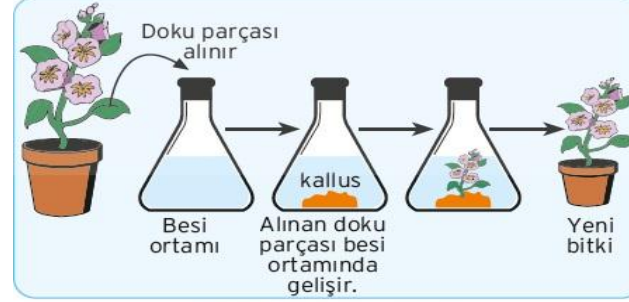 Doku parçası
alınır
kallus
Besi
ortamı
Alınan doku
parçası besi
ortamında
gelişir.
Yeni
bitki